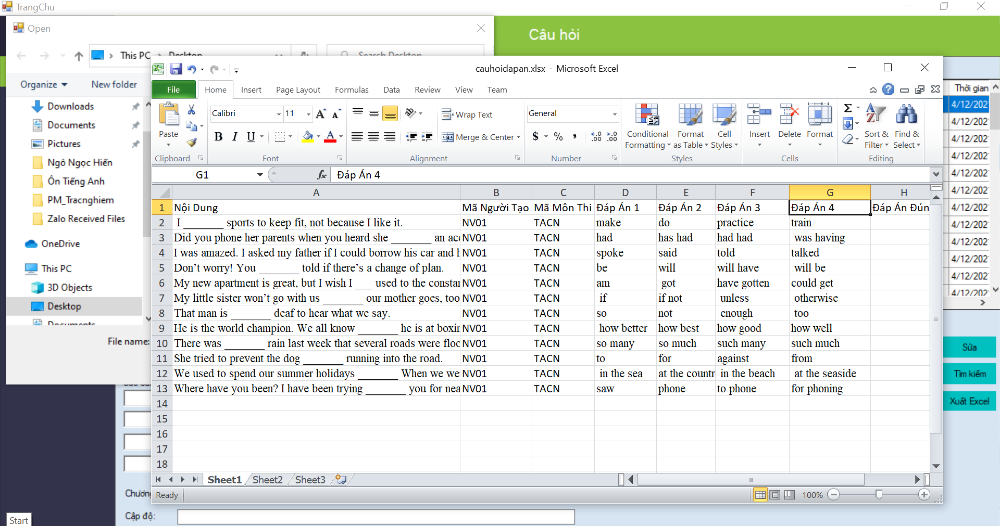 TrangChu
Open
Câu hỏi
This PC
Organize
New folder
Downloads
Documents
Pictures
Ngô Ngọc Hiến
Ôn Tiếng Anh
PM_Tracnghiem
Zalo Received Files
OneDrive
This PC
3D Objects
Desktop
File name:
cauhoidapan.xlsx - Microsoft Excel
File Home Insert Page Layout Formulas Data Review View Team
Calibri 11 Wrap Text General
Paste B I U Merge & Center $ % Conditional Formatting Format as Table Cell Styles Insert Delete Format Sort & Filter Find & Select
Clipboard Font Alignment Number Styles Cells Editing
G1 fx Đáp Án 4
A B C D E F G H
1 Nội Dung Mã Người Tạo Mã Môn Thi Đáp Án 1 Đáp Án 2 Đáp Án 3 Đáp Án 4 Đáp Án Đún
2 I _______ sports to keep fit, not because I like it. NV01 TACN make do practice train
3 Did you phone her parents when you heard she _______ an acc NV01 TACN had has had had had was having
4 I was amazed. I asked my father if I could borrow his car and h NV01 TACN spoke said told talked
5 Don’t worry! You _______ told if there’s a change of plan. NV01 TACN be will will have will be
6 My new apartment is great, but I wish I ___ used to the constan NV01 TACN am got have gotten could get
7 My little sister won’t go with us _______ our mother goes, too NV01 TACN if if not unless otherwise
8 That man is _______ deaf to hear what we say. NV01 TACN so not enough too
9 He is the world champion. We all know _______ he is at boxin NV01 TACN how better how best how good how well
10 There was _______ rain last week that several roads were floo NV01 TACN so many so much such many such much
11 She tried to prevent the dog _______ running into the road. NV01 TACN to for against from
12 We used to spend our summer holidays _______ When we we NV01 TACN in the sea at the countr in the beach at the seaside
13 Where have you been? I have been trying _______ you for nea NV01 TACN saw phone to phone for phoning
14
15
16
17
18
Sheet1 Sheet2 Sheet3
Ready 100%
Thời gian
4/12/202
4/12/202
4/12/202
4/12/202
4/12/202
4/12/202
4/12/202
4/12/202
4/12/202
4/12/202
4/12/202
4/12/202
Sửa
Tìm kiếm
Xuất Excel
Chương
Cập độ:
Start